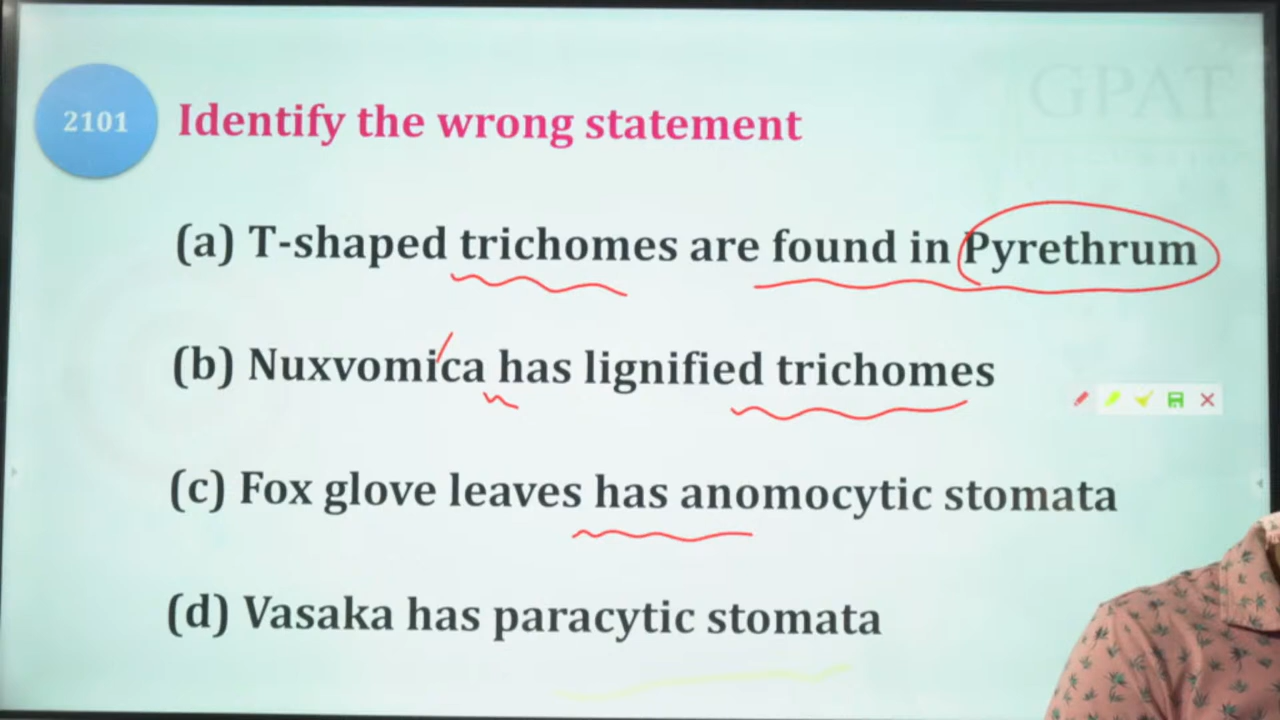 GPAT
2101
Identify the wrong statement
(a) T-shaped trichomes are found in Pyrethrum
(b) Nuxvomica has lignified trichomes
(c) Fox glove leaves has anomocytic stomata
(d) Vasaka has paracytic stomata